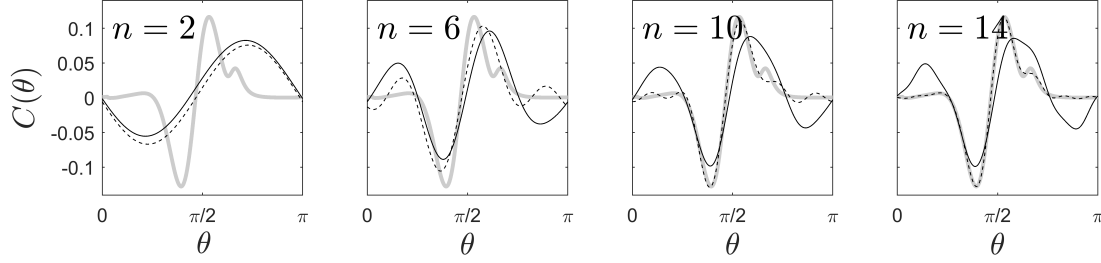 n = 2
n = 6
n = 10
n = 14
C(θ)
0.1
0.05
0
-0.05
-0.1
0 π/2 π
0 π/2 π
0 π/2 π
0 π/2 π
θ
θ
θ
θ